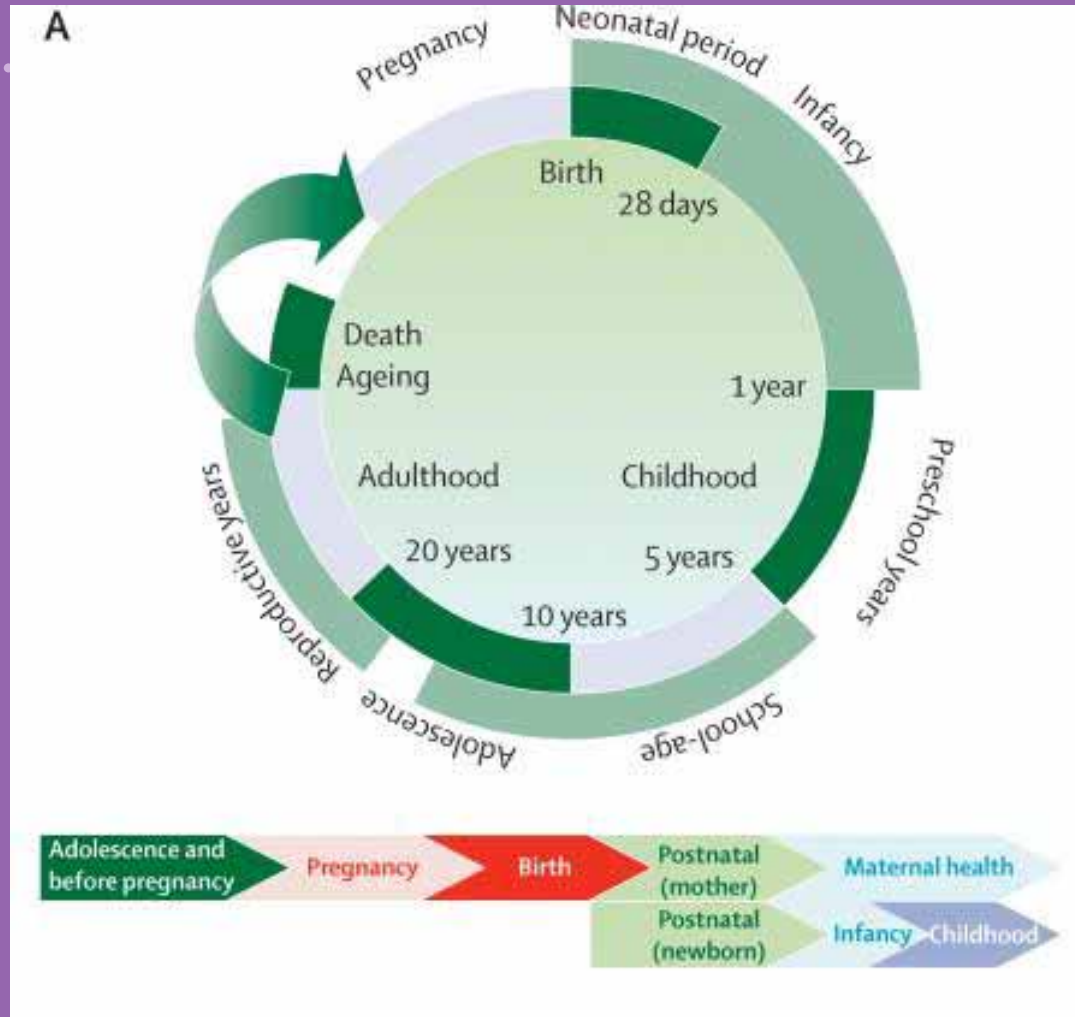 A
Pregnancy
Neonatal period
Infancy
Birth
28 days
Death
Ageing
1 year
Adulthood
Childhood
20 years
5 years
10 years
Preschool years
School-age
Adolescence
Reproductive years
Adolescence and
before pregnancy
Pregnancy
Birth
Postnatal
(mother)
Maternal health
Postnatal
(newborn)
Infancy
Childhood